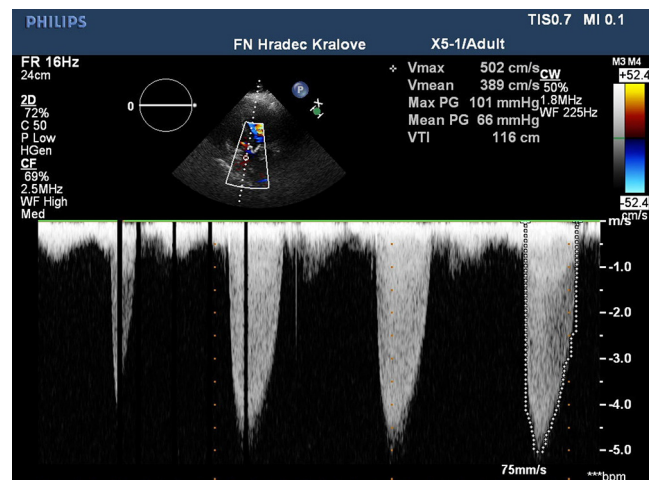 PHILIPS
TIS0.7 MI 0.1
FN Hradec Kralove
X5-1/Adult
FR 16Hz
24cm
2D
72%
C 50
P Low
HGen
CF
69%
2.5MHz
WF High
Med
0
P
Vmax 502 cm/s
Vmean 389 cm/s
Max PG 101 mmHg
Mean PG 66 mmHg
VTI 116 cm
CW
50%
1.8MHz
WF 225Hz
M3 M4
+52.4
-52.4
cm/s
m/s
-1.0
-2.0
-3.0
-4.0
-5.0
75mm/s
***bpm